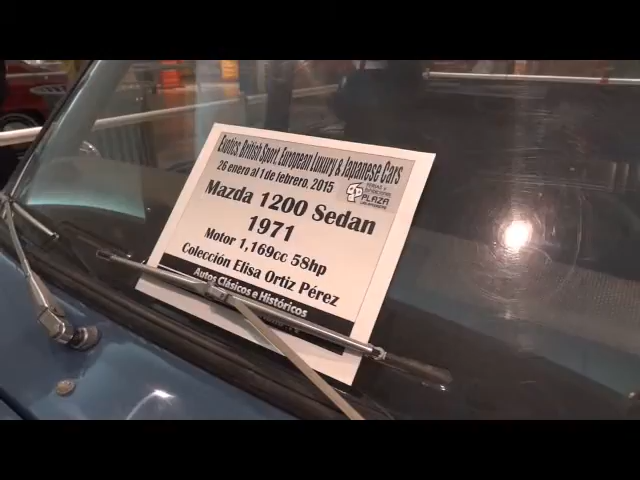 Exotics, British Sport, European Luxury & Japanese Cars
26 enero al 1 de febrero, 2015
PLAZA
Mazda 1200 Sedan
1971
Motor 1,169cc 58hp
Colección Elisa Ortiz Pérez
Autos Clásicos e Históricos